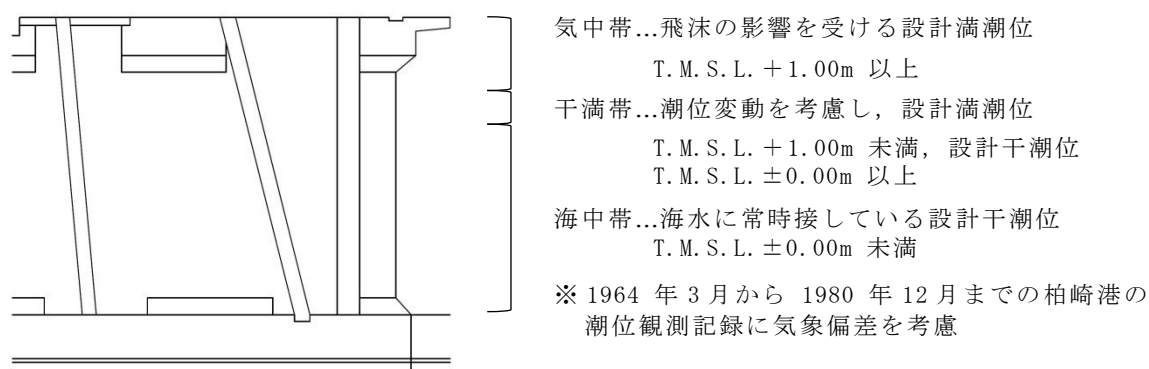 気中帯…飛沫の影響を受ける設計満潮位
T.M.S.L.＋1.00m 以上
干満帯…潮位変動を考慮し，設計満潮位
T.M.S.L.＋1.00m 未満，設計干潮位
T.M.S.L.±0.00m 以上
海中帯…海水に常時接している設計干潮位
T.M.S.L.±0.00m 未満
※ 1964 年 3 月から 1980 年 12 月までの柏崎港の
潮位観測記録に気象偏差を考慮